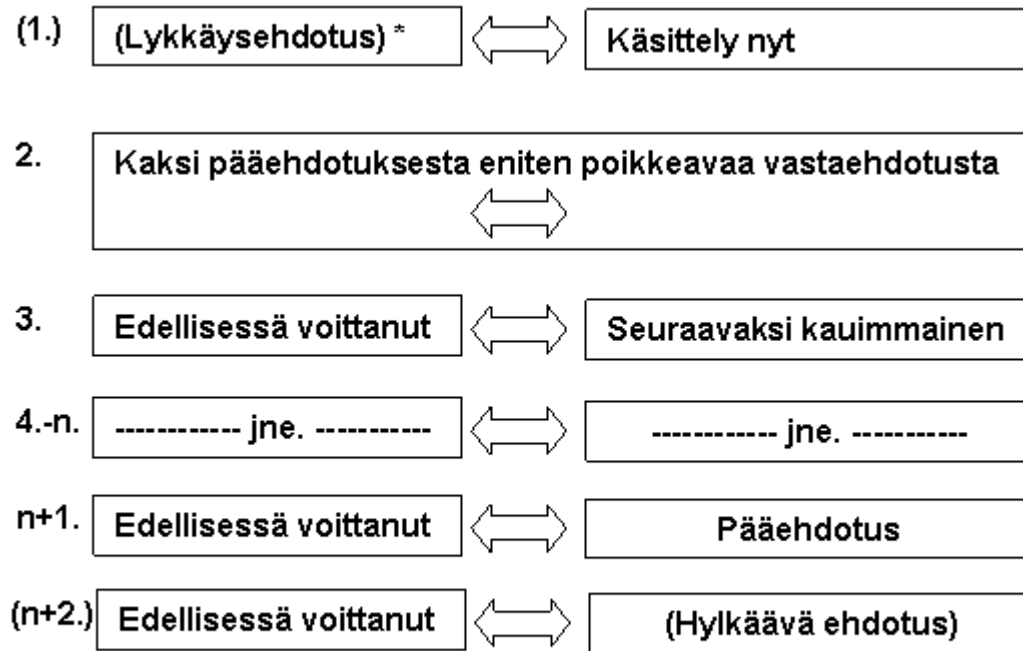 (1.) (Lykkäysehdotus) * Käsittely nyt
2. Kaksi pääehdotuksesta eniten poikkeavaa vastaehdotusta
3. Edellisessä voittanut Seuraavaksi kauimmainen
4.-n. ------------ jne. ----------- ------------ jne. -----------
n+1. Edellisessä voittanut Pääehdotus
(n+2.) Edellisessä voittanut (Hylkäävä ehdotus)